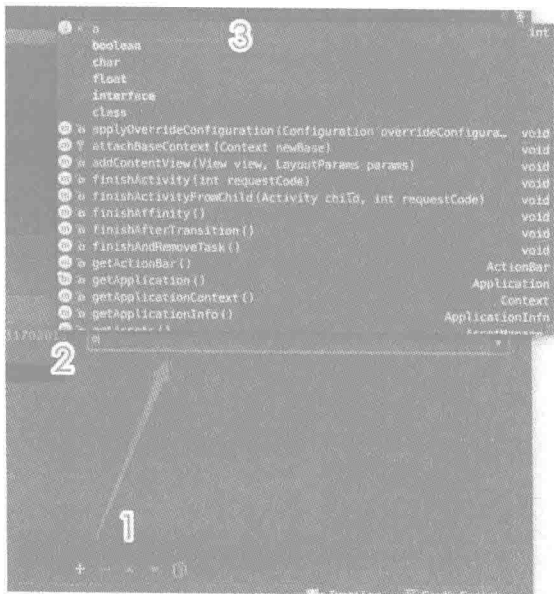 a int
3
boolean
char
float
interface
class
applyOverrideConfiguration(Configuration overrideConfigura… void
attachBaseContext(Context newBase) void
addContentView(View view, LayoutParams params) void
finishActivity(int requestCode) void
finishActivityFromChild(Activity child, int requestCode) void
finishAffinity() void
finishAfterTransition() void
finishAndRemoveTask() void
getActionBar() ActionBar
getApplication() Application
getApplicationContext() Context
getApplicationInfo() ApplicationInfo
2
1